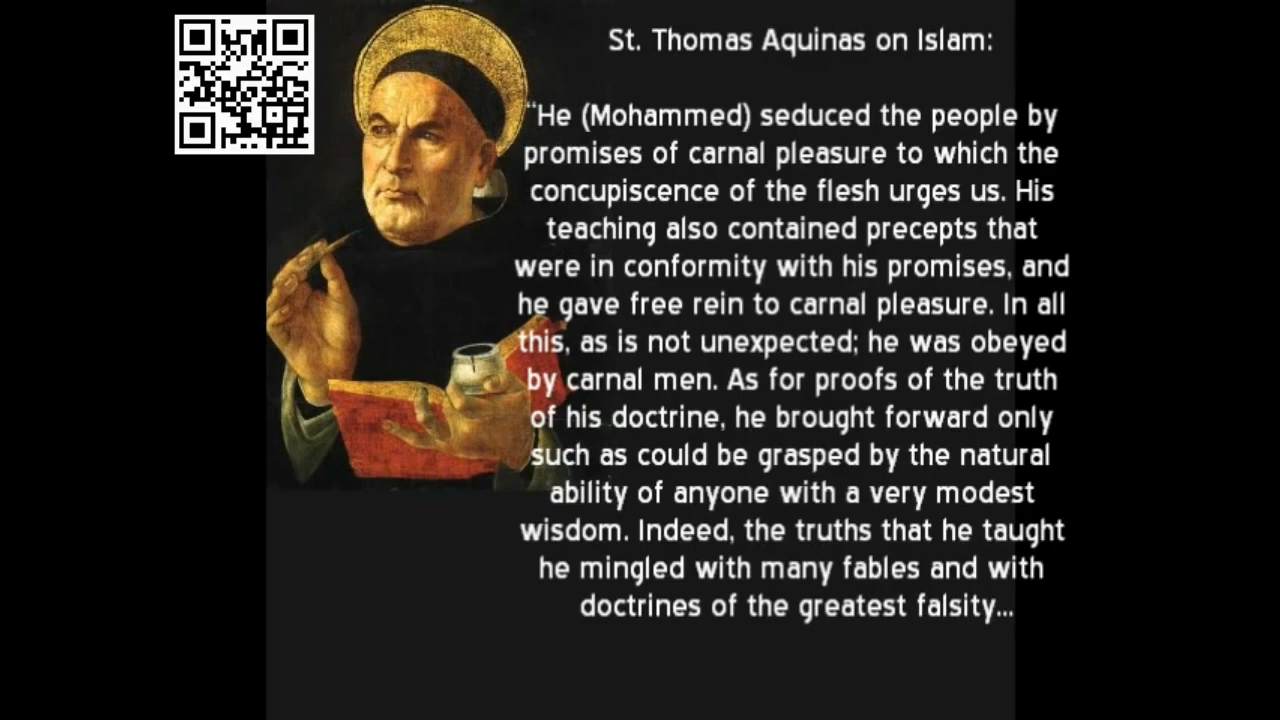 St. Thomas Aquinas on Islam:
“He (Mohammed) seduced the people by
promises of carnal pleasure to which the
concupiscence of the flesh urges us. His
teaching also contained precepts that
were in conformity with his promises, and
he gave free rein to carnal pleasure. In all
this, as is not unexpected; he was obeyed
by carnal men. As for proofs of the truth
of his doctrine, he brought forward only
such as could be grasped by the natural
ability of anyone with a very modest
wisdom. Indeed, the truths that he taught
he mingled with many fables and with
doctrines of the greatest falsity...